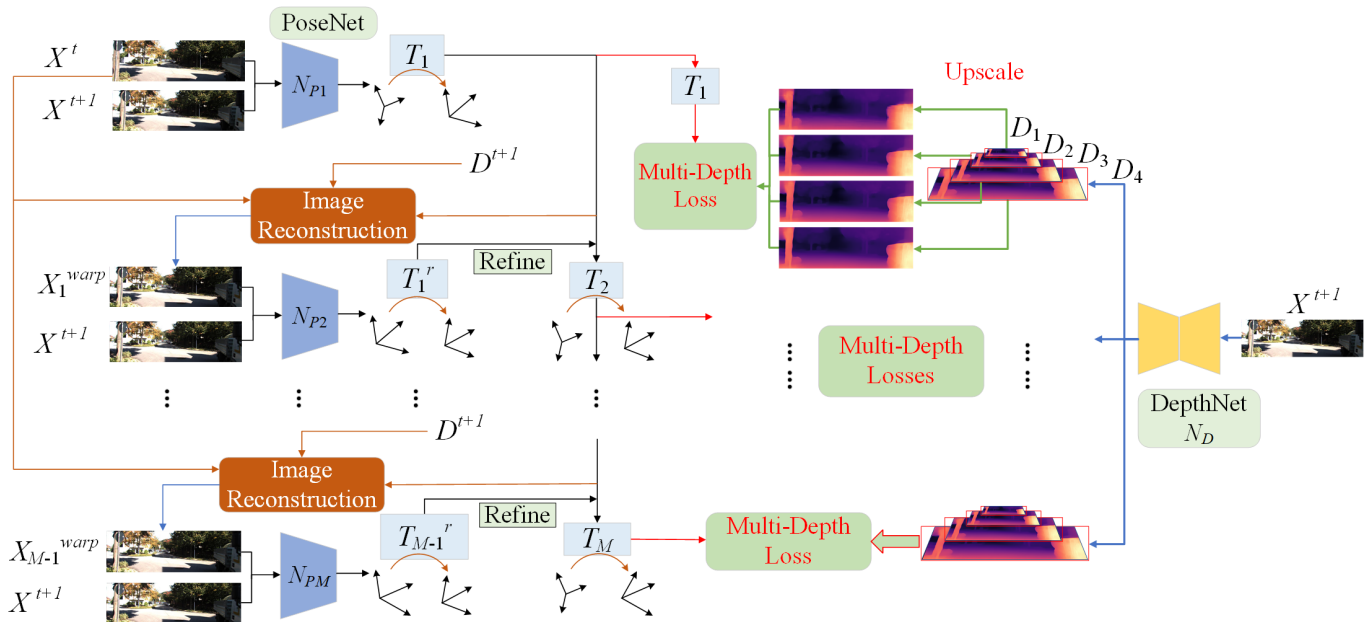 PoseNet
X^t
X^{t+1}
N_{P1}
T_1
T_1
Upscale
Multi-Depth
Loss
D_1
D_2
D_3
D_4
D^{t+1}
Image
Reconstruction
X_1^{warp}
X^{t+1}
N_{P2}
T_1^r
Refine
T_2
Multi-Depth
Losses
X^{t+1}
DepthNet
N_D
D^{t+1}
Image
Reconstruction
X_{M-1}^{warp}
X^{t+1}
N_{PM}
T_{M-1}^r
Refine
T_M
Multi-Depth
Loss